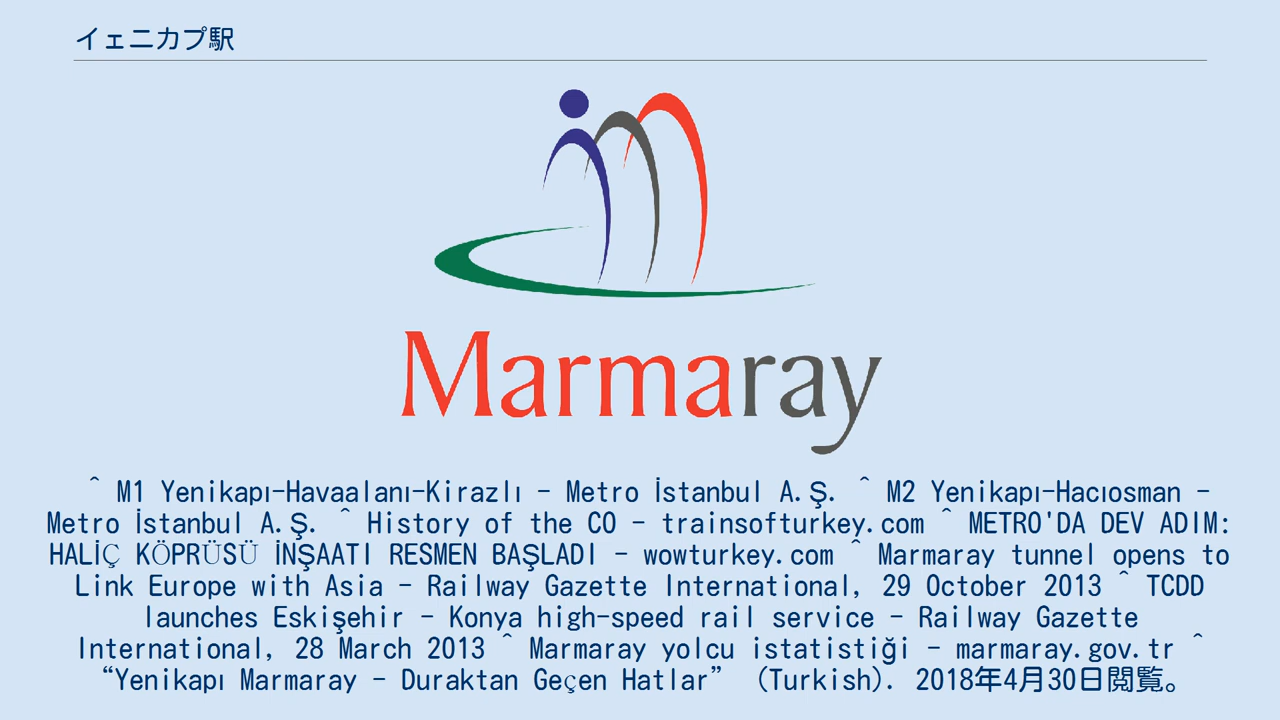 イェニカプ駅
Marmaray
^ M1 Yenikapı-Havaalanı-Kirazlı - Metro İstanbul A.Ş. ^ M2 Yenikapı-Hacıosman -
Metro İstanbul A.Ş. ^ History of the CO - trainsofturkey.com ^ METRO'DA DEV ADIM:
HALİÇ KÖPRÜSÜ İNŞAATI RESMEN BAŞLADI - wowturkey.com ^ Marmaray tunnel opens to
Link Europe with Asia - Railway Gazette International, 29 October 2013 ^ TCDD
launches Eskişehir - Konya high-speed rail service - Railway Gazette
International, 28 March 2013 ^ Marmaray yolcu istatistiği - marmaray.gov.tr ^
“Yenikapı Marmaray - Duraktan Geçen Hatlar” (Turkish). 2018年4月30日閲覧。